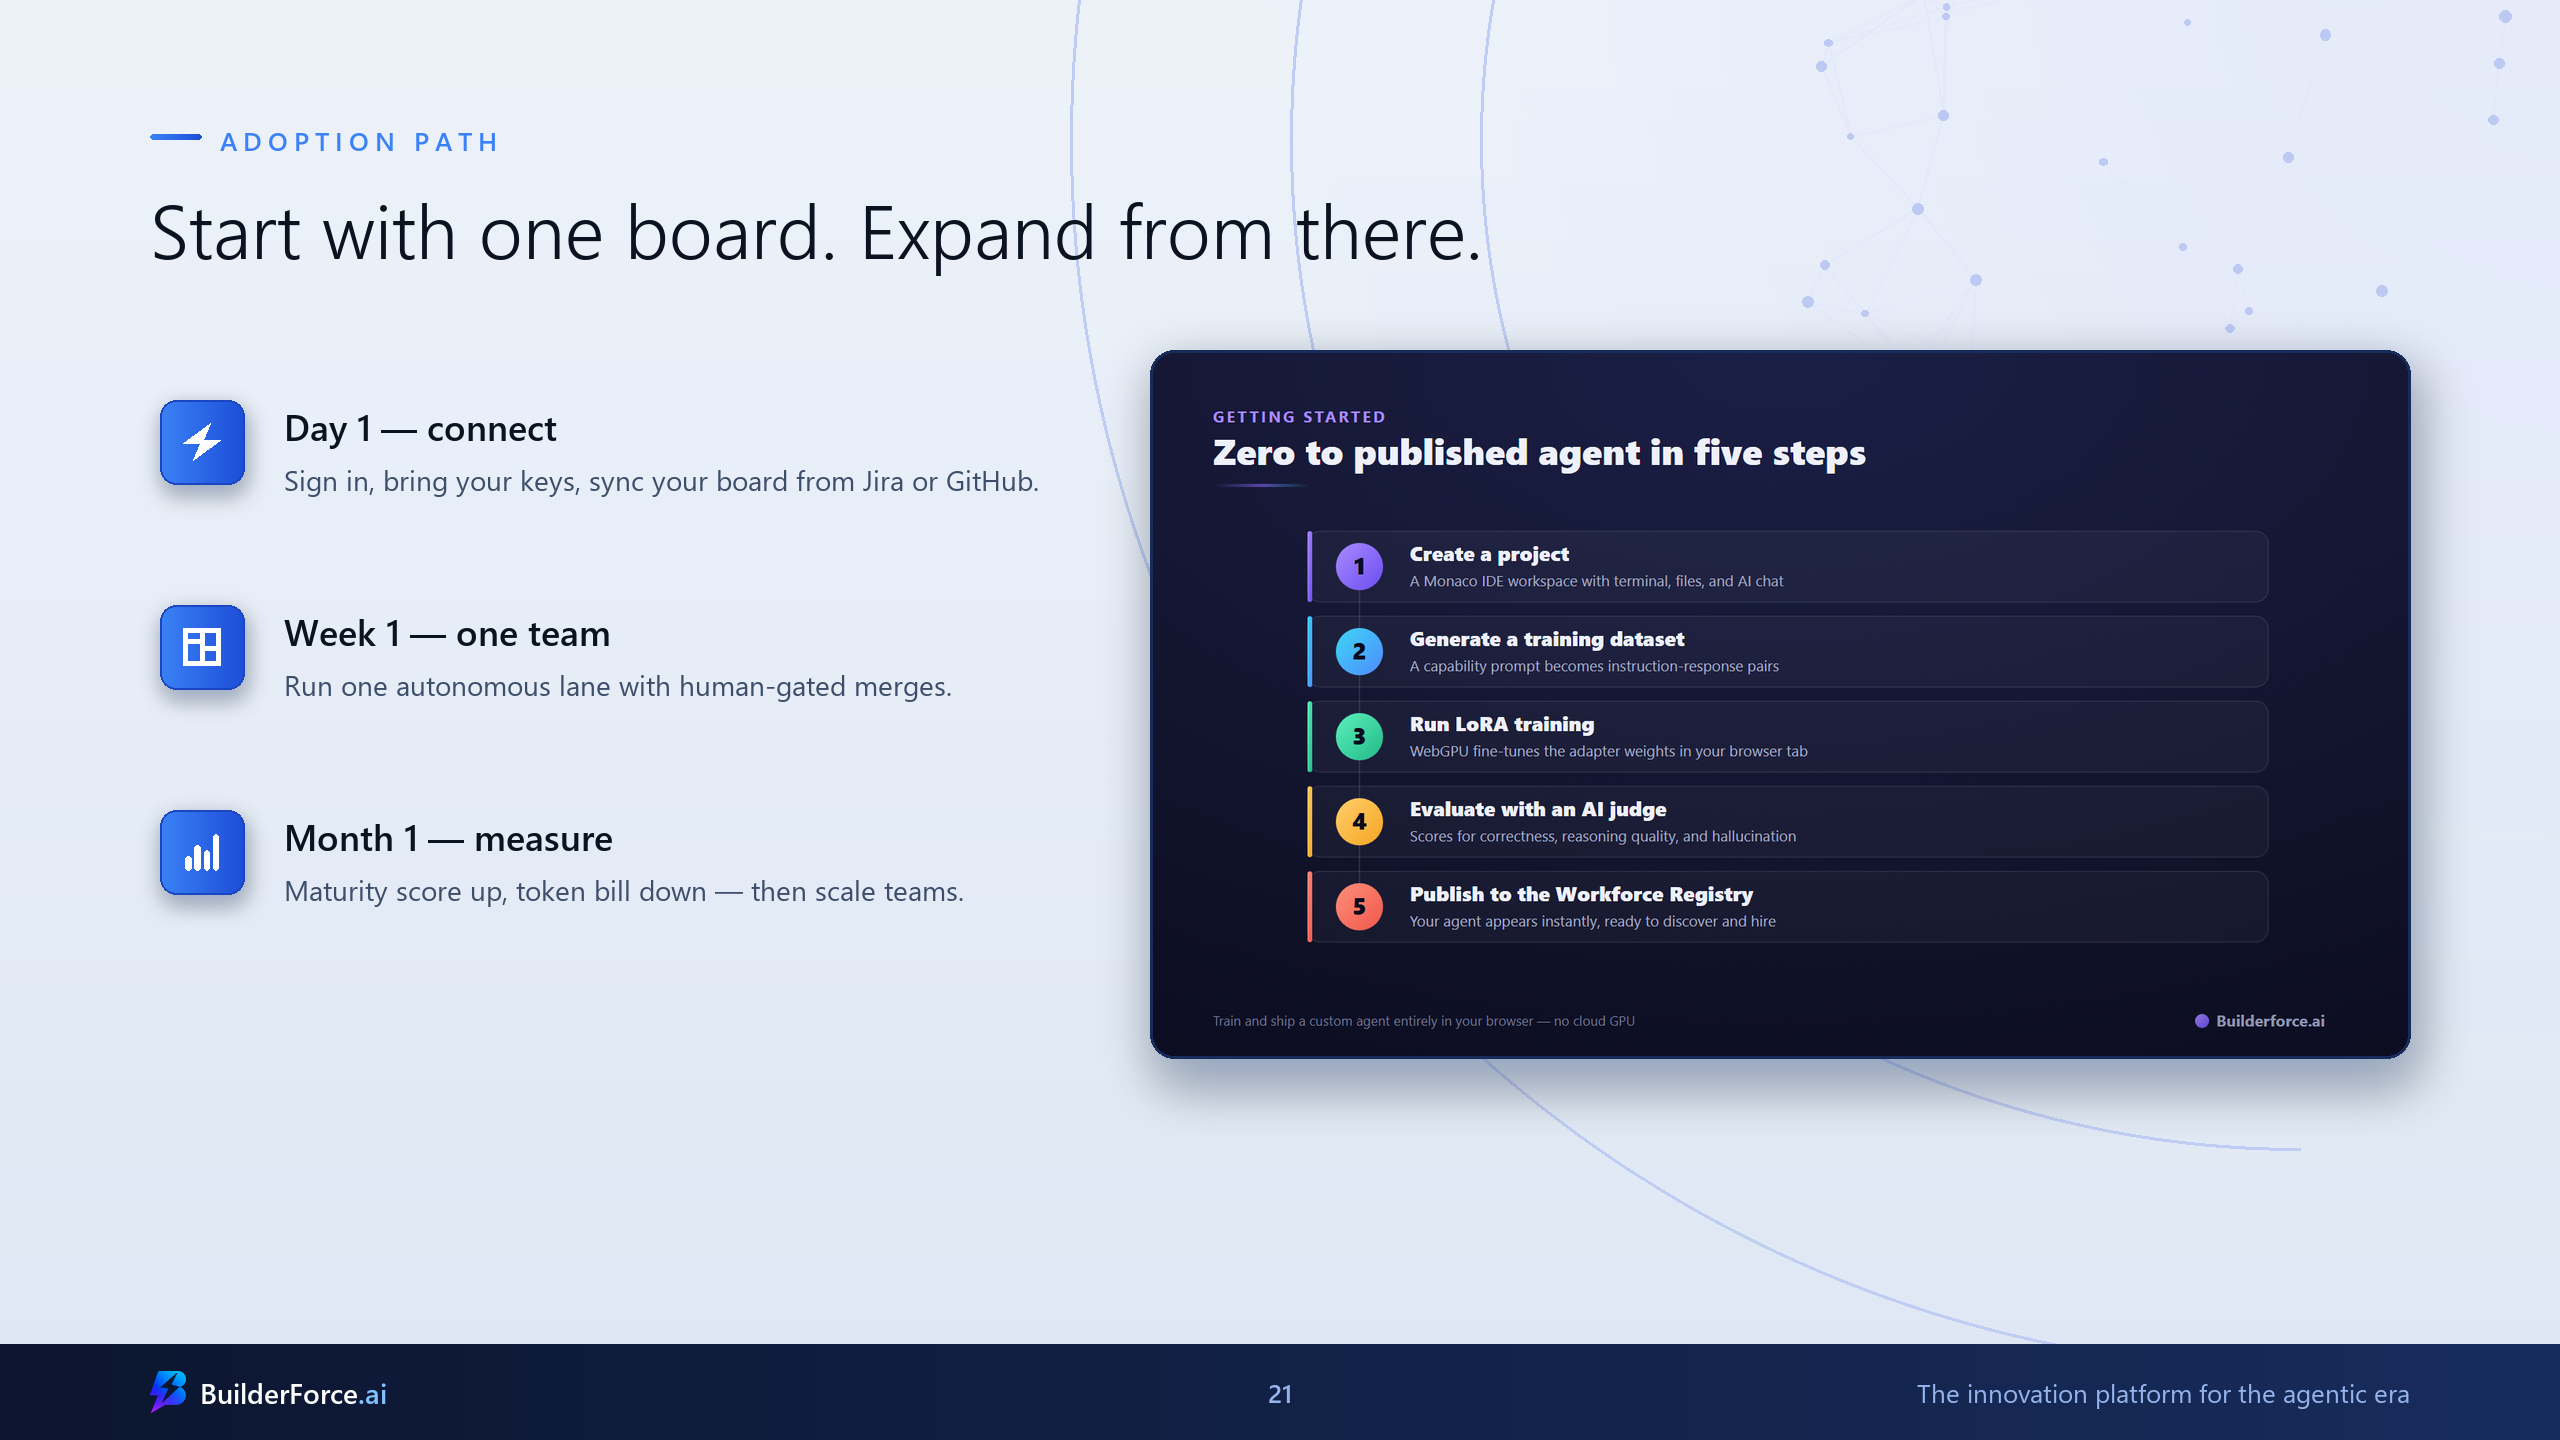 ADOPTION PATH
Start with one board. Expand from there.
Day 1 — connect
Sign in, bring your keys, sync your board from Jira or GitHub.
Week 1 — one team
Run one autonomous lane with human-gated merges.
Month 1 — measure
Maturity score up, token bill down — then scale teams.
GETTING STARTED
Zero to published agent in five steps
1
Create a project
A Monaco IDE workspace with terminal, files, and AI chat
2
Generate a training dataset
A capability prompt becomes instruction-response pairs
3
Run LoRA training
WebGPU fine-tunes the adapter weights in your browser tab
4
Evaluate with an AI judge
Scores for correctness, reasoning quality, and hallucination
5
Publish to the Workforce Registry
Your agent appears instantly, ready to discover and hire
Train and ship a custom agent entirely in your browser — no cloud GPU
Builderforce.ai
BuilderForce.ai
21
The innovation platform for the agentic era